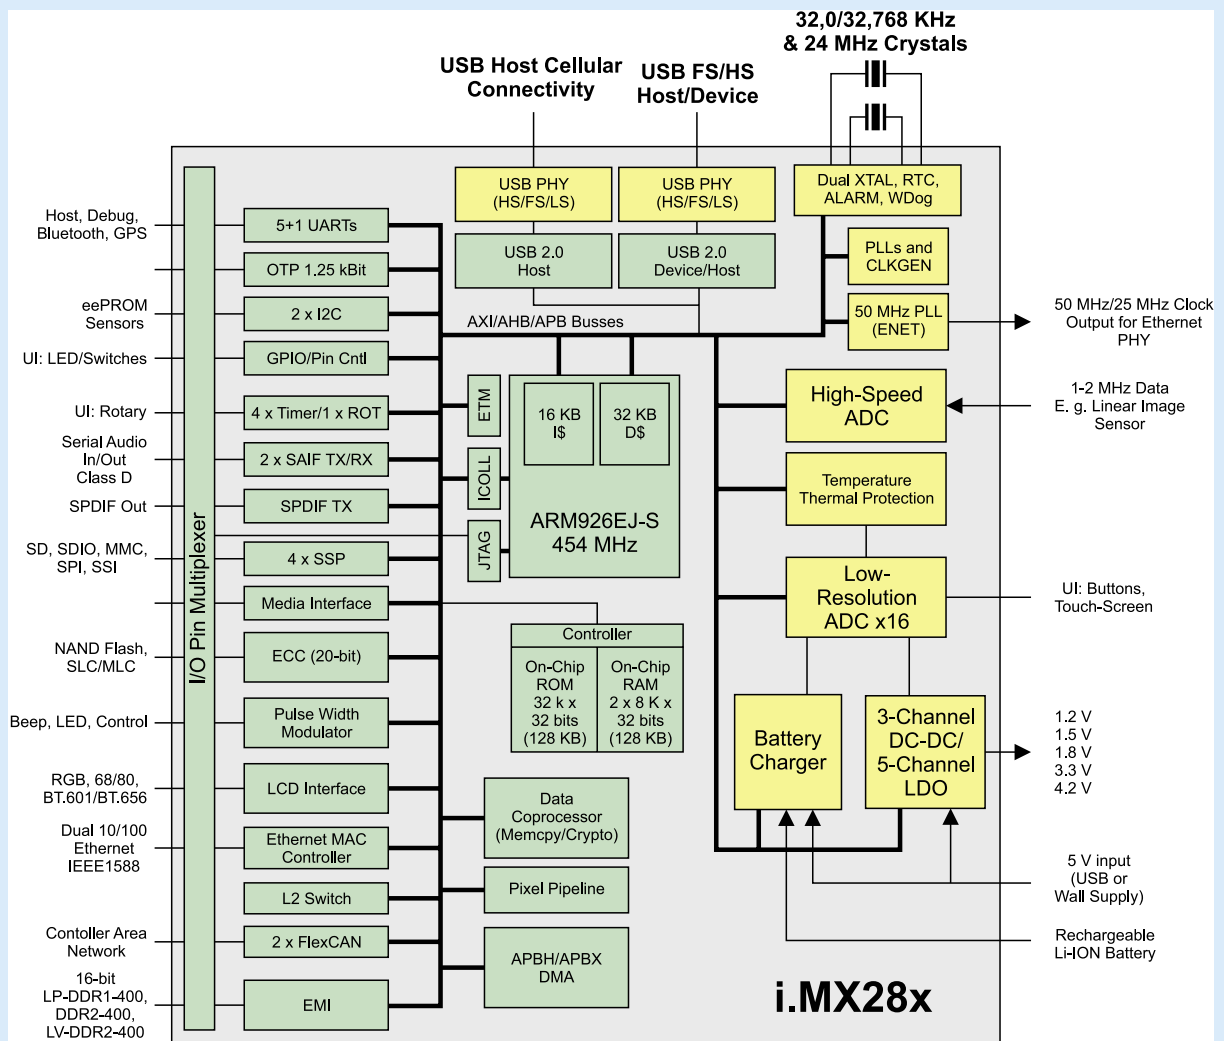 32,0/32,768 KHz
& 24 MHz Crystals
USB Host Cellular
Connectivity
USB FS/HS
Host/Device
USB PHY
(HS/FS/LS)
USB PHY
(HS/FS/LS)
Dual XTAL, RTC,
ALARM, WDog
USB 2.0
Host
USB 2.0
Device/Host
PLLs and
CLKGEN
50 MHz PLL
(ENET)
50 MHz/25 MHz Clock
Output for Ethernet
PHY
AXI/AHB/APB Busses
I/O Pin Multiplexer
Host, Debug,
Bluetooth, GPS
5+1 UARTs
OTP 1.25 kBit
eePROM
Sensors
2 x I2C
UI: LED/Switches
GPIO/Pin Cntl
UI: Rotary
4 x Timer/1 x ROT
Serial Audio
In/Out
Class D
2 x SAIF TX/RX
SPDIF Out
SPDIF TX
SD, SDIO, MMC,
SPI, SSI
4 x SSP
Media Interface
NAND Flash,
SLC/MLC
ECC (20-bit)
Beep, LED, Control
Pulse Width
Modulator
RGB, 68/80,
BT.601/BT.656
LCD Interface
Dual 10/100
Ethernet
IEEE1588
Ethernet MAC
Controller
L2 Switch
Contoller Area
Network
2 x FlexCAN
16-bit
LP-DDR1-400,
DDR2-400,
LV-DDR2-400
EMI
ETM
ICOLL
JTAG
16 KB
I$
32 KB
D$
ARM926EJ-S
454 MHz
Controller
On-Chip
ROM
32 k x
32 bits
(128 KB)
On-Chip
RAM
2 x 8 K x
32 bits
(128 KB)
Data
Coprocessor
(Memcpy/Crypto)
Pixel Pipeline
APBH/APBX
DMA
High-Speed
ADC
1-2 MHz Data
E. g. Linear Image
Sensor
Temperature
Thermal Protection
Low-
Resolution
ADC x16
UI: Buttons,
Touch-Screen
Battery
Charger
3-Channel
DC-DC/
5-Channel
LDO
1.2 V
1.5 V
1.8 V
3.3 V
4.2 V
5 V input
(USB or
Wall Supply)
Rechargeable
Li-ION Battery
i.MX28x